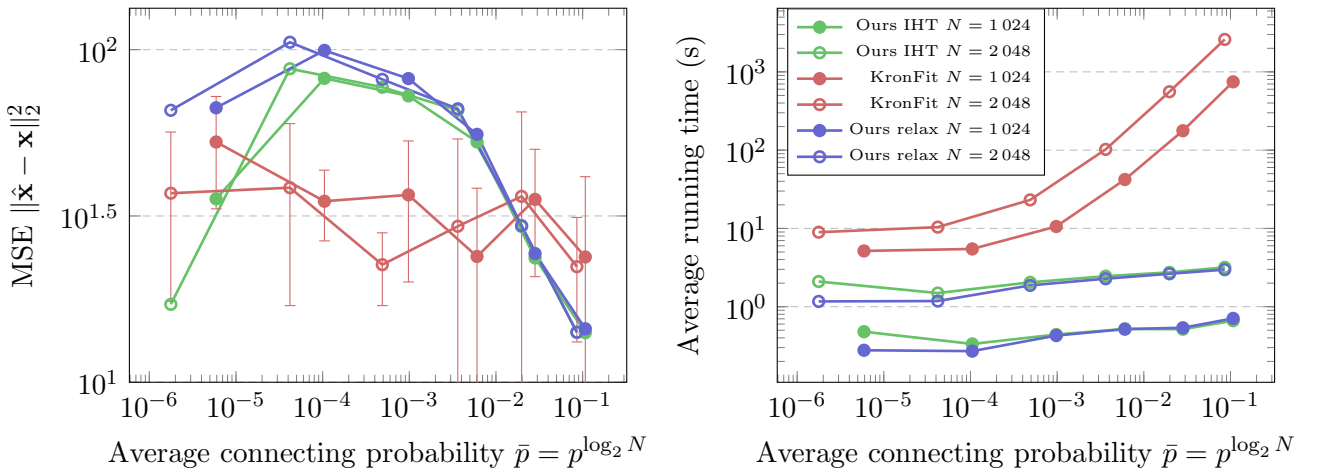 10^2
10^{1.5}
10^1
MSE ||x̂ − x||_2^2
10^{−6} 10^{−5} 10^{−4} 10^{−3} 10^{−2} 10^{−1}
Average connecting probability p̄ = p^{log_2 N}
Ours IHT N = 1 024
Ours IHT N = 2 048
KronFit N = 1 024
KronFit N = 2 048
Ours relax N = 1 024
Ours relax N = 2 048
10^3
10^2
10^1
10^0
Average running time (s)
10^{−6} 10^{−5} 10^{−4} 10^{−3} 10^{−2} 10^{−1}
Average connecting probability p̄ = p^{log_2 N}